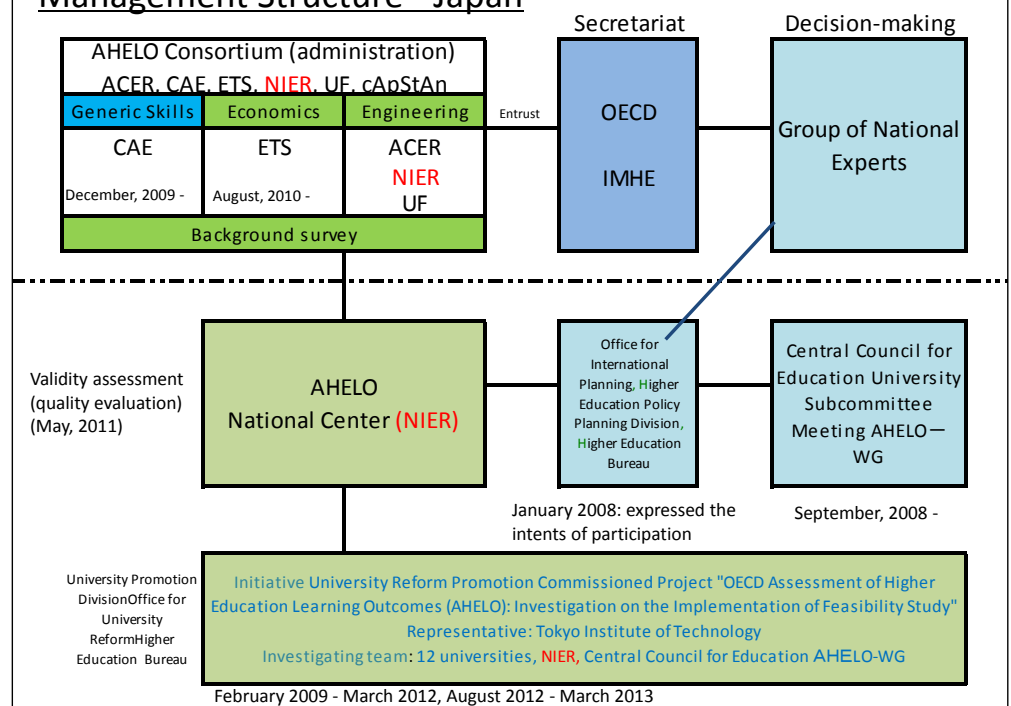 Management Structure - Japan
Secretariat
Decision-making
AHELO Consortium (administration)
ACER, CAE, ETS, NIER, UF, cApStAn
Generic Skills
Economics
Engineering
CAE
December, 2009 -
ETS
August, 2010 -
ACER
NIER
UF
Background survey
Entrust
OECD
IMHE
Group of National
Experts
Validity assessment
(quality evaluation)
(May, 2011)
AHELO
National Center (NIER)
Office for
International
Planning, Higher
Education Policy
Planning Division,
Higher Education
Bureau
Central Council for
Education University
Subcommittee
Meeting AHELO－
WG
January 2008: expressed the
intents of participation
September, 2008 -
University Promotion
DivisionOffice for
University
ReformHigher
Education Bureau
Initiative University Reform Promotion Commissioned Project "OECD Assessment of Higher
Education Learning Outcomes (AHELO): Investigation on the Implementation of Feasibility Study"
Representative: Tokyo Institute of Technology
Investigating team: 12 universities, NIER, Central Council for Education AHELO-WG
February 2009 - March 2012, August 2012 - March 2013